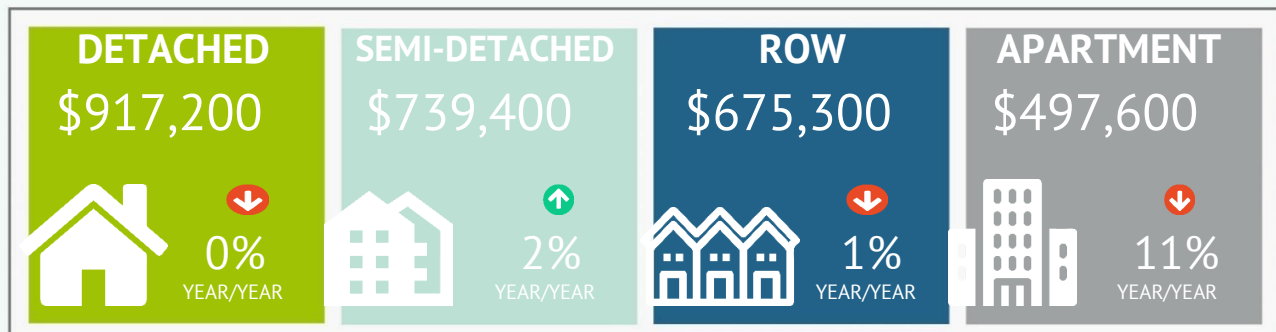 DETACHED
$917,200
0%
YEAR/YEAR
SEMI-DETACHED
$739,400
2%
YEAR/YEAR
ROW
$675,300
1%
YEAR/YEAR
APARTMENT
$497,600
11%
YEAR/YEAR